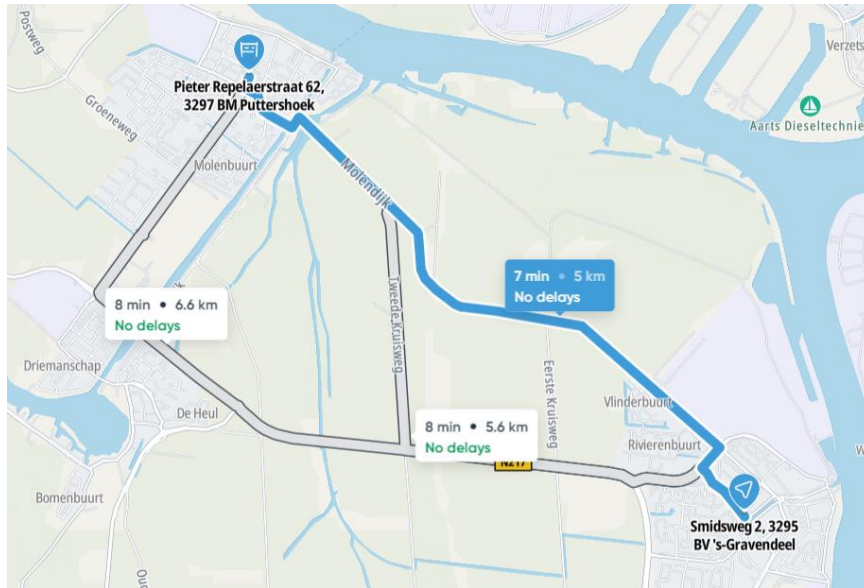 Postweg
Groeneweg
Pieter Repelaerstraat 62,
3297 BM Puttershoek
Verzets
Aarts Dieseltechnie
Molenbuurt
Molendijk
7 min • 5 km
No delays
8 min • 6.6 km
No delays
Tweede Kruisweg
Eerste Kruisweg
Driemanschap
De Heul
Vlinderbuurt
8 min • 5.6 km
No delays
Rivierenbuurt
N217
Bomenbuurt
Smidsweg 2, 3295
BV 's-Gravendeel
Oud